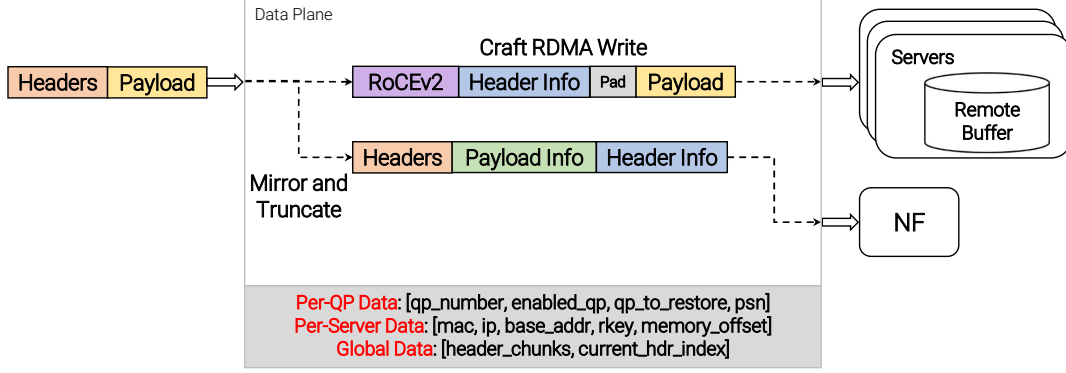 Data Plane
Craft RDMA Write
Headers Payload
RoCEv2 Header Info Pad Payload
Servers
Remote
Buffer
Headers Payload Info Header Info
Mirror and
Truncate
NF
Per-QP Data: [qp_number, enabled_qp, qp_to_restore, psn]
Per-Server Data: [mac, ip, base_addr, rkey, memory_offset]
Global Data: [header_chunks, current_hdr_index]